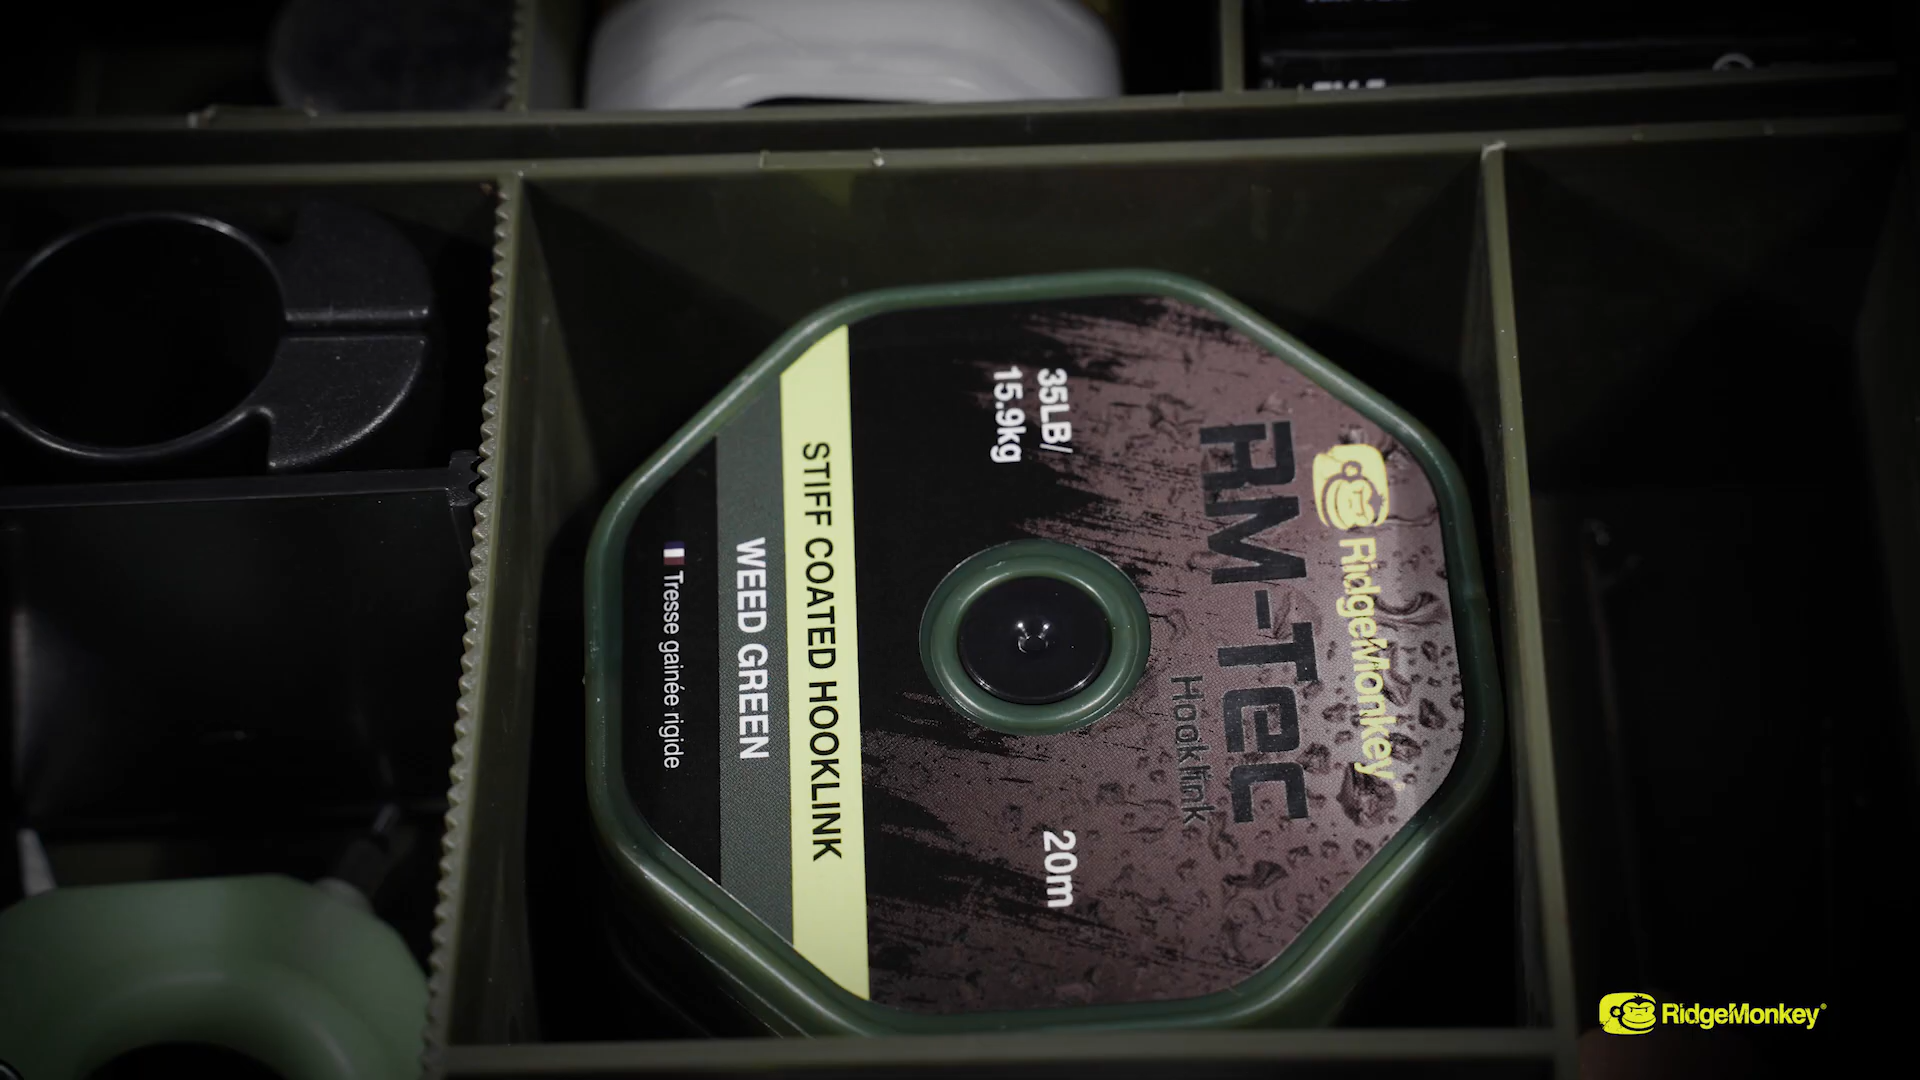 RidgeMonkey
RM-Tec
Hooklink
35LB/
15.9kg
20m
STIFF COATED HOOKLINK
WEED GREEN
Tresse gainée rigide
RidgeMonkey®